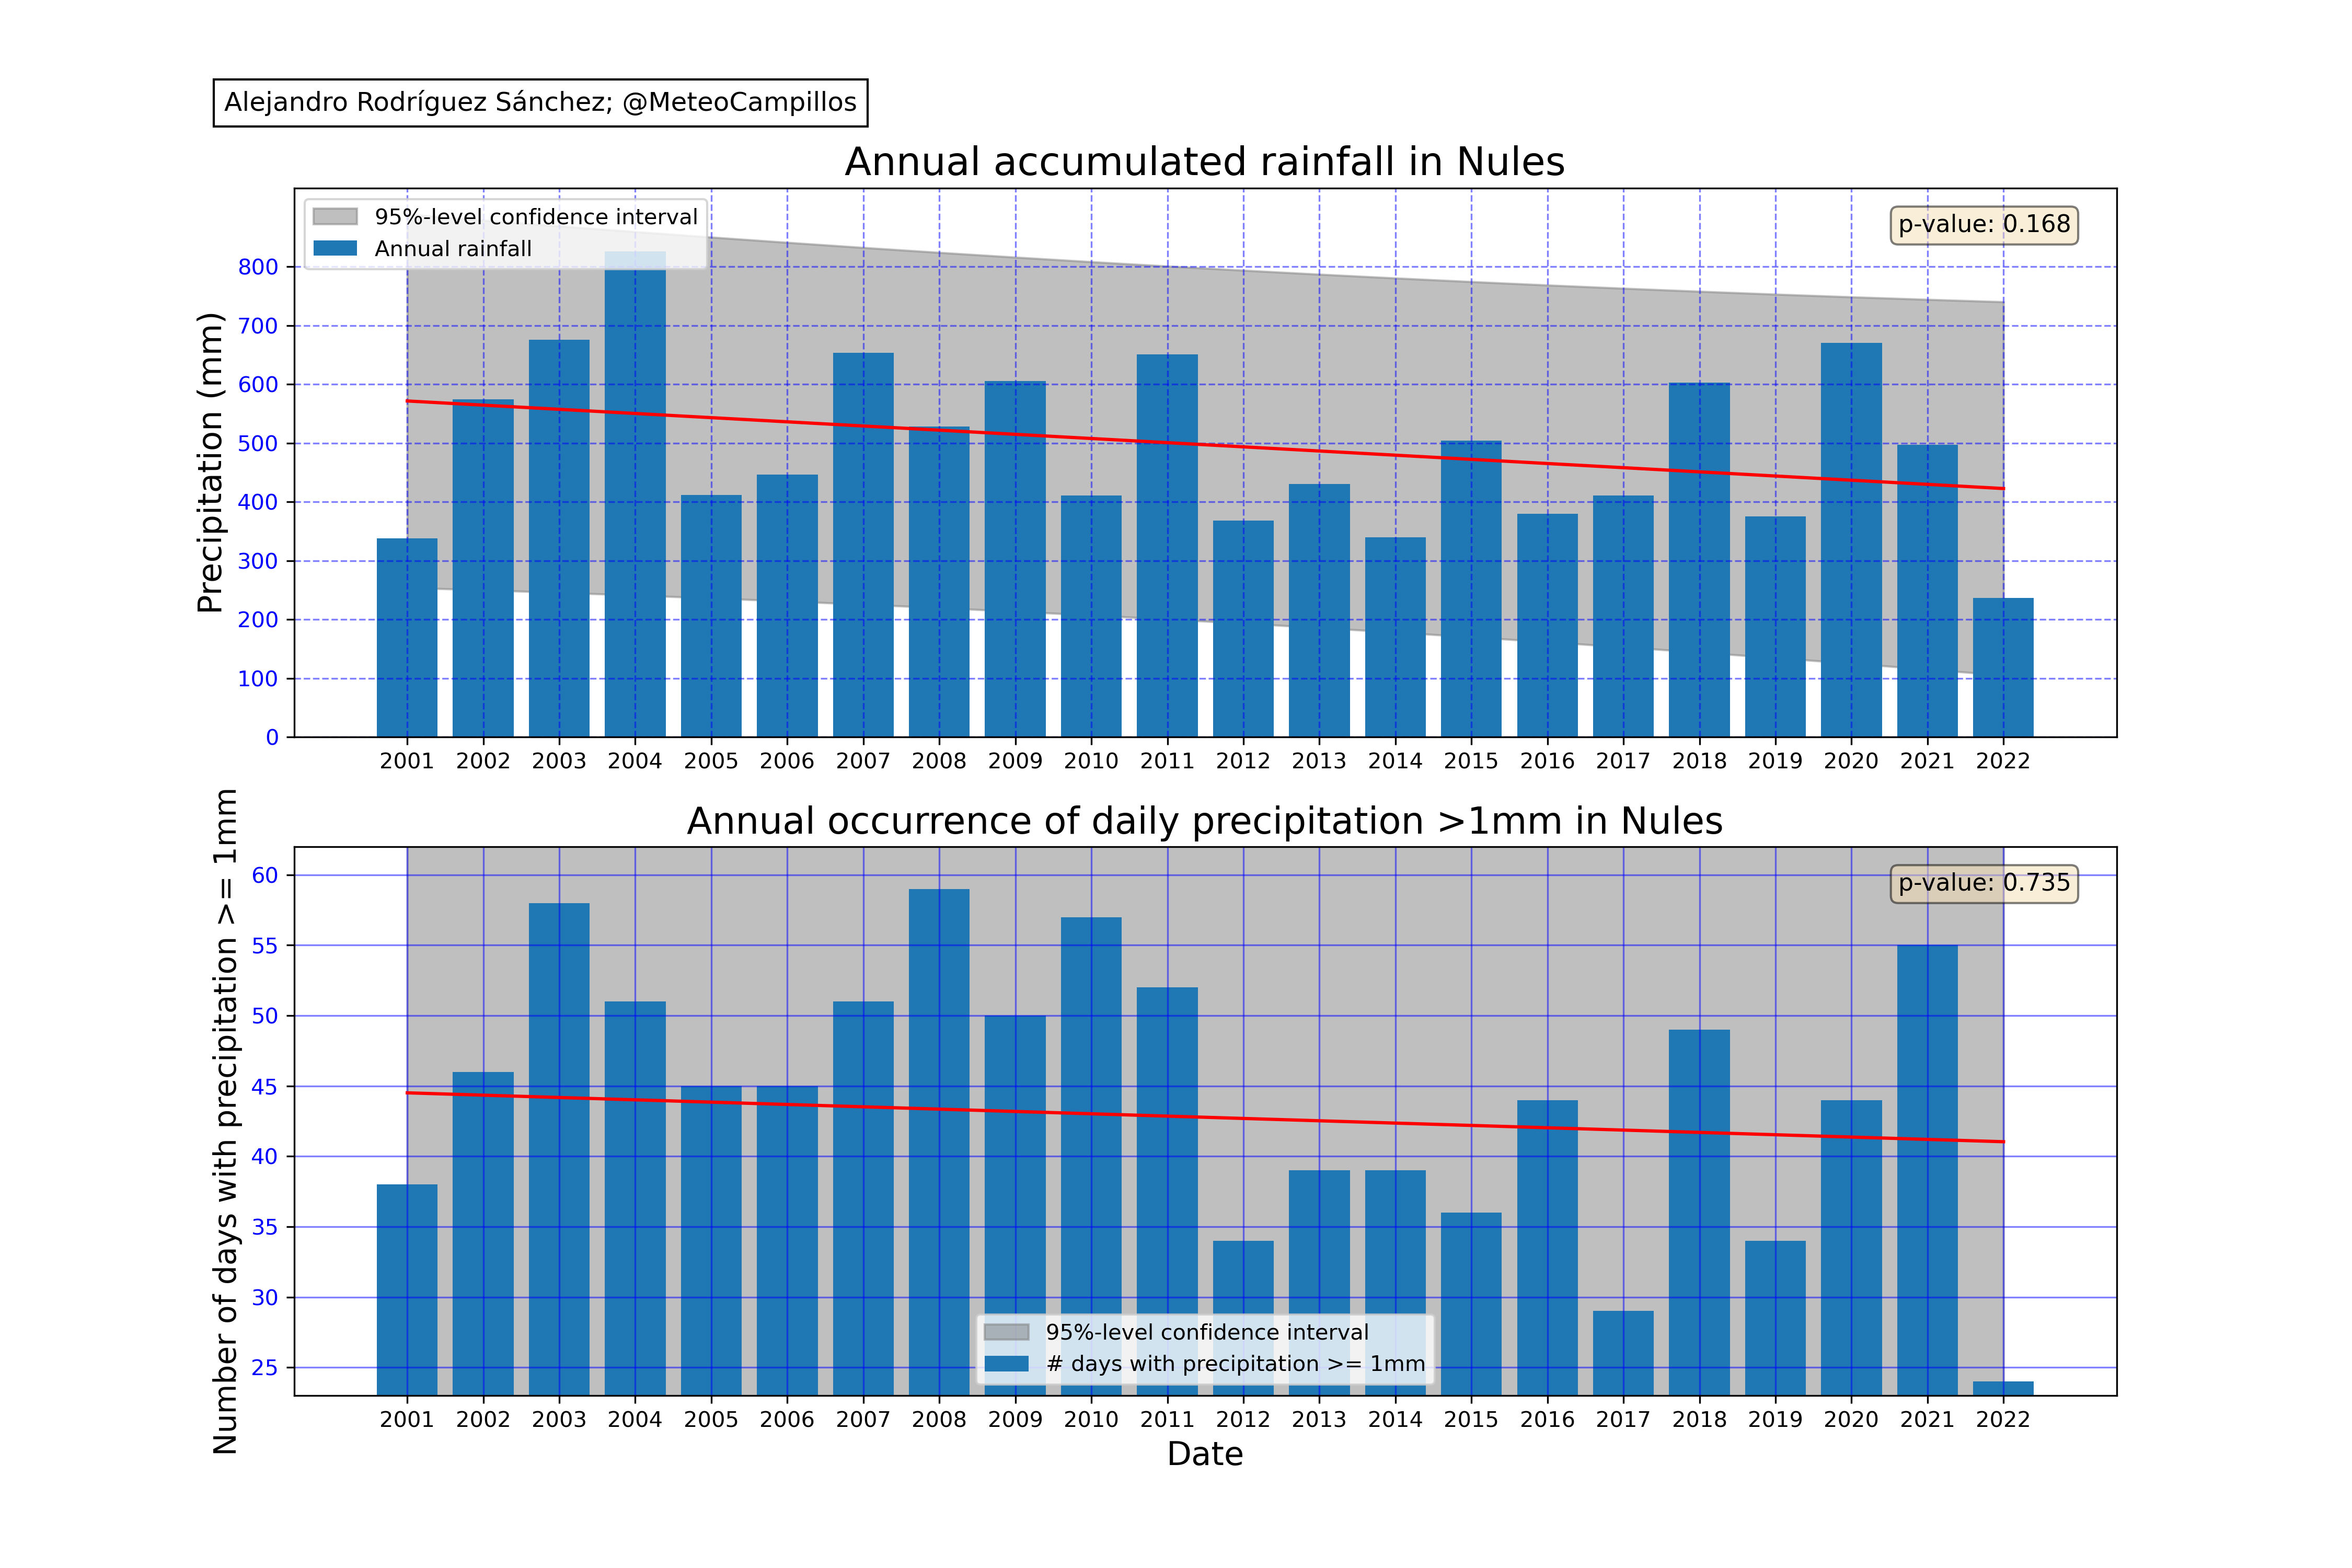 Alejandro Rodríguez Sánchez; @MeteoCampillos
Annual accumulated rainfall in Nules
95%-level confidence interval
Annual rainfall
p-value: 0.168
Precipitation (mm)
800
700
600
500
400
300
200
100
0
2001 2002 2003 2004 2005 2006 2007 2008 2009 2010 2011 2012 2013 2014 2015 2016 2017 2018 2019 2020 2021 2022
Annual occurrence of daily precipitation >1mm in Nules
p-value: 0.735
Number of days with precipitation >= 1mm
60
55
50
45
40
35
30
25
95%-level confidence interval
# days with precipitation >= 1mm
2001 2002 2003 2004 2005 2006 2007 2008 2009 2010 2011 2012 2013 2014 2015 2016 2017 2018 2019 2020 2021 2022
Date